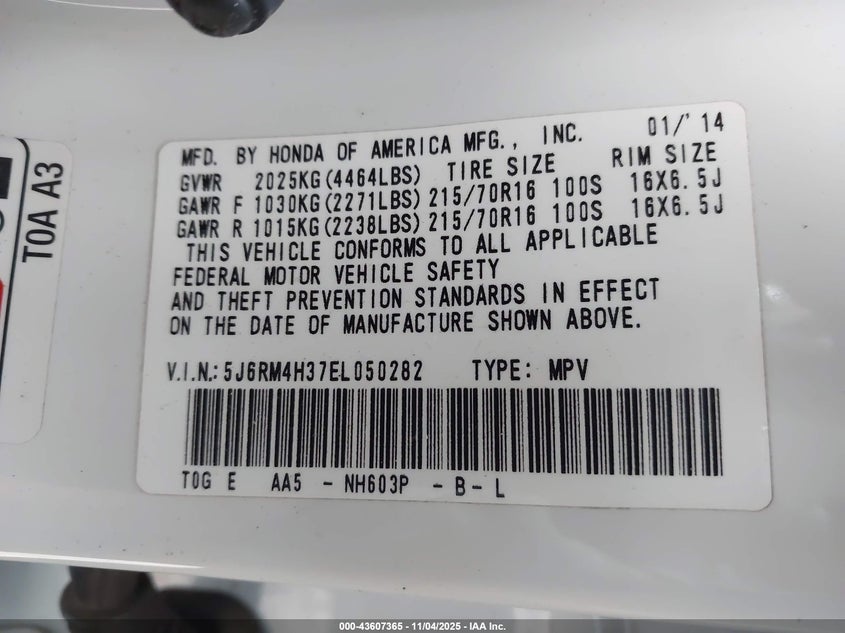 MFD. BY HONDA OF AMERICA MFG., INC. 01/'14
GVWR 2025KG(4464LBS) TIRE SIZE RIM SIZE
GAWR F 1030KG(2271LBS) 215/70R16 100S 16X6.5J
GAWR R 1015KG(2238LBS) 215/70R16 100S 16X6.5J
THIS VEHICLE CONFORMS TO ALL APPLICABLE
FEDERAL MOTOR VEHICLE SAFETY
AND THEFT PREVENTION STANDARDS IN EFFECT
ON THE DATE OF MANUFACTURE SHOWN ABOVE.
V.I.N.: 5J6RM4H37EL050282 TYPE: MPV
T0G E AA5 - NH603P - B - L
T0A A3
000-43607365 - 11/04/2025 - IAA Inc.